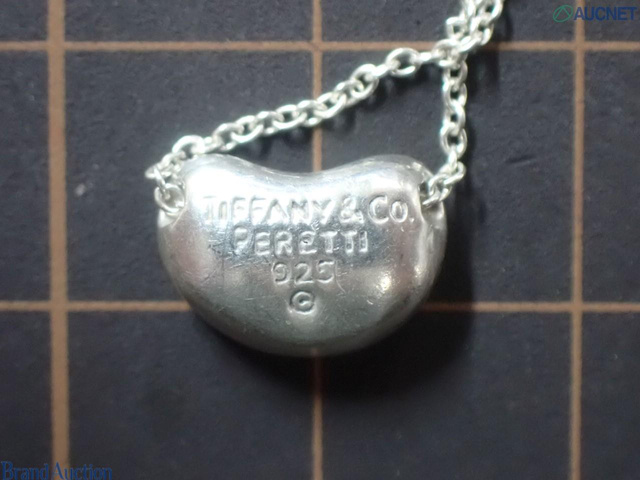 AUCNET
TIFFANY & CO.
PERETTI
925
©
Brand Auction